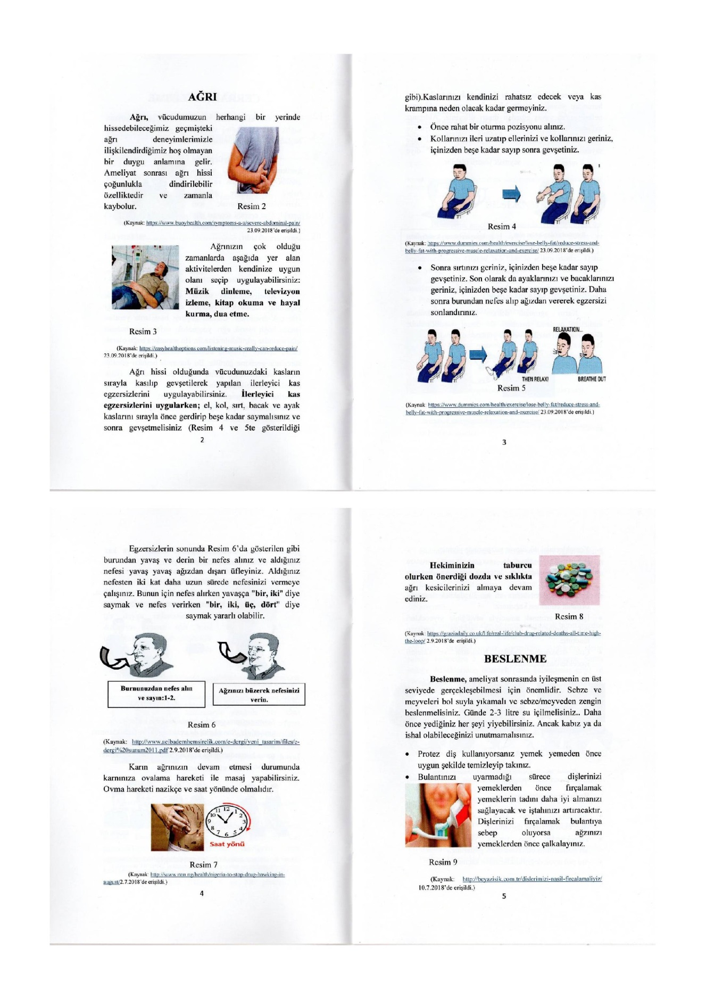 AĞRI
Ağrı, vücudumuzun herhangi bir yerinde
hissedebileceğimiz geçmişteki
ağrı deneyimlerimizle
ilişkilendirdiğimiz hoş olmayan
bir duygu anlamına gelir.
Ameliyat sonrası ağrı hissi
çoğunlukla dindirilebilir
özelliktedir ve zamanla
kaybolur.
Resim 2
(Kaynak: https://www.buoyhealth.com/symptoms-a-z/severe-abdominal-pain/
23.09.2018'de erişildi.)
Ağrınızın çok olduğu
zamanlarda aşağıda yer alan
aktivitelerden kendinize uygun
olanı seçip uygulayabilirsiniz:
Müzik dinleme, televizyon
izleme, kitap okuma ve hayal
kurma, dua etme.
Resim 3
(Kaynak: https://easyhealthoptions.com/listening-music-really-can-reduce-pain/
23.09.2018'de erişildi.)
Ağrı hissi olduğunda vücudunuzdaki kasların
sırayla kasılıp gevşetilerek yapılan ilerleyici kas
egzersizlerini uygulayabilirsiniz. İlerleyici kas
egzersizlerini uygularken; el, kol, sırt, bacak ve ayak
kaslarını sırayla önce gerdirip beşe kadar saymalısınız ve
sonra gevşetmelisiniz (Resim 4 ve 5te gösterildiği
2
gibi).Kaslarınızı kendinizi rahatsız edecek veya kas
krampına neden olacak kadar germeyiniz.
• Önce rahat bir oturma pozisyonu alınız.
• Kollarınızı ileri uzatıp ellerinizi ve kollarınızı geriniz,
içinizden beşe kadar sayıp sonra gevşetiniz.
Resim 4
(Kaynak: https://www.dummies.com/health/exercise/lose-belly-fat/reduce-stress-and-
belly-fat-with-progressive-muscle-relaxation-and-exercise/ 23.09.2018'de erişildi.)
• Sonra sırtınızı geriniz, içinizden beşe kadar sayıp
gevşetiniz. Son olarak da ayaklarınızı ve bacaklarınızı
geriniz, içinizden beşe kadar sayıp gevşetiniz. Daha
sonra burundan nefes alıp ağızdan vererek egzersizi
sonlandırınız.
RELAXATION...
THEN RELAX!
BREATHE OUT
Resim 5
(Kaynak: https://www.dummies.com/health/exercise/lose-belly-fat/reduce-stress-and-
belly-fat-with-progressive-muscle-relaxation-and-exercise/ 23.09.2018'de erişildi.)
3
Egzersizlerin sonunda Resim 6'da gösterilen gibi
burundan yavaş ve derin bir nefes alınız ve aldığınız
nefesi yavaş yavaş ağızdan dışarı üfleyiniz. Aldığınız
nefesten iki kat daha uzun sürede nefesinizi vermeye
çalışınız. Bunun için nefes alırken yavaşça "bir, iki" diye
saymak ve nefes verirken "bir, iki, üç, dört" diye
saymak yararlı olabilir.
Burnunuzdan nefes alın
ve sayın:1-2.
Ağzınızı büzerek nefesinizi
verin.
Resim 6
(Kaynak: http://www.acibademhemsirelik.com/e-dergi/yeni_tasarim/files/e-
dergi%20sunum2011.pdf 2.9.2018'de erişildi.)
Karın ağrınızın devam etmesi durumunda
karnınıza ovalama hareketi ile masaj yapabilirsiniz.
Ovma hareketi nazikçe ve saat yönünde olmalıdır.
12
1
2
3
4
5
6
7
8
9
10
11
Saat yönü
Resim 7
(Kaynak: http://www.nan.ng/health/nigeria-to-stop-drug-hawking-in-
august/2.7.2018'de erişildi.)
4
Hekiminizin taburcu
olurken önerdiği dozda ve sıklıkta
ağrı kesicilerinizi almaya devam
ediniz.
Resim 8
(Kaynak: https://graziadaily.co.uk/life/real-life/club-drug-related-deaths-all-time-high-
the-loop/ 2.9.2018'de erişildi.)
BESLENME
Beslenme, ameliyat sonrasında iyileşmenin en üst
seviyede gerçekleşebilmesi için önemlidir. Sebze ve
meyveleri bol suyla yıkamalı ve sebze/meyveden zengin
beslenmelisiniz. Günde 2-3 litre su içilmelisiniz.. Daha
önce yediğiniz her şeyi yiyebilirsiniz. Ancak kabız ya da
ishal olabileceğinizi unutmamalısınız.
• Protez diş kullanıyorsanız yemek yemeden önce
uygun şekilde temizleyip takınız.
• Bulantınızı uyarmadığı sürece dişlerinizi
yemeklerden önce fırçalamak
yemeklerin tadını daha iyi almanızı
sağlayacak ve iştahınızı artıracaktır.
Dişlerinizi fırçalamak bulantıya
sebep oluyorsa ağzınızı
yemeklerden önce çalkalayınız.
Resim 9
(Kaynak: http://beyazisik.com.tr/dislerimizi-nasil-fircalamaliyiz/
10.7.2018'de erişildi.)
5